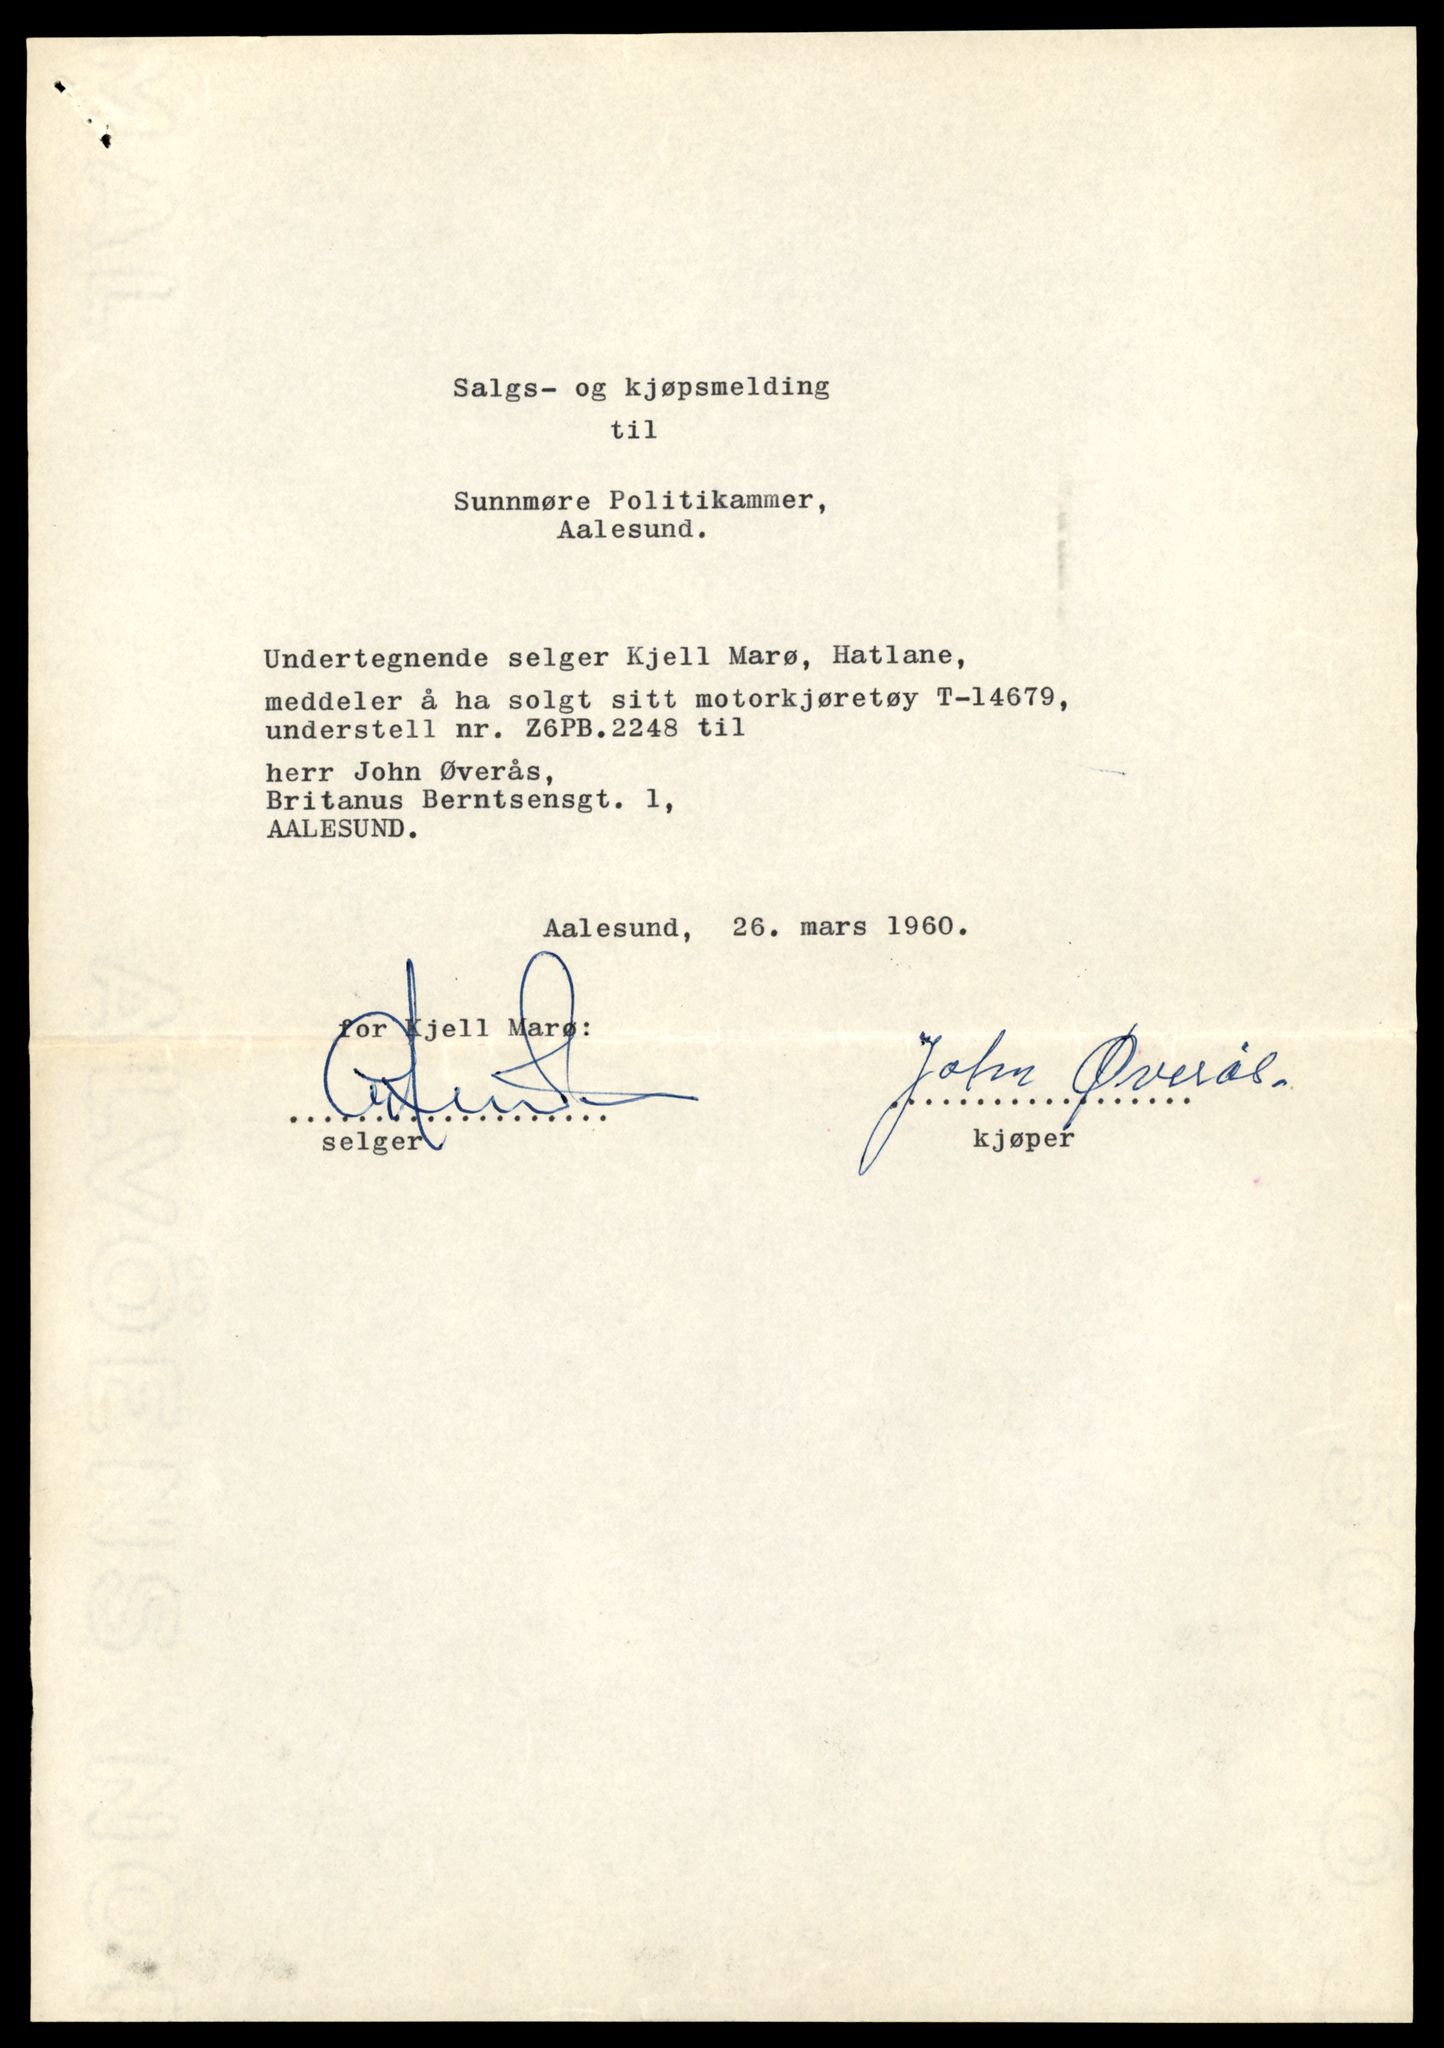 Salgs- og kjøpsmelding
til
Sunnmøre Politikammer,
Aalesund.
Undertegnende selger Kjell Marø, Hatlane,
meddeler å ha solgt sitt motorkjøretøy T-14679,
understell nr. Z6PB.2248 til
herr John Øverås,
Britanus Berntsensgt. 1,
AALESUND.
Aalesund, 26. mars 1960.
for Kjell Marø:
John Øverås.
...................
..................
selger
kjøper